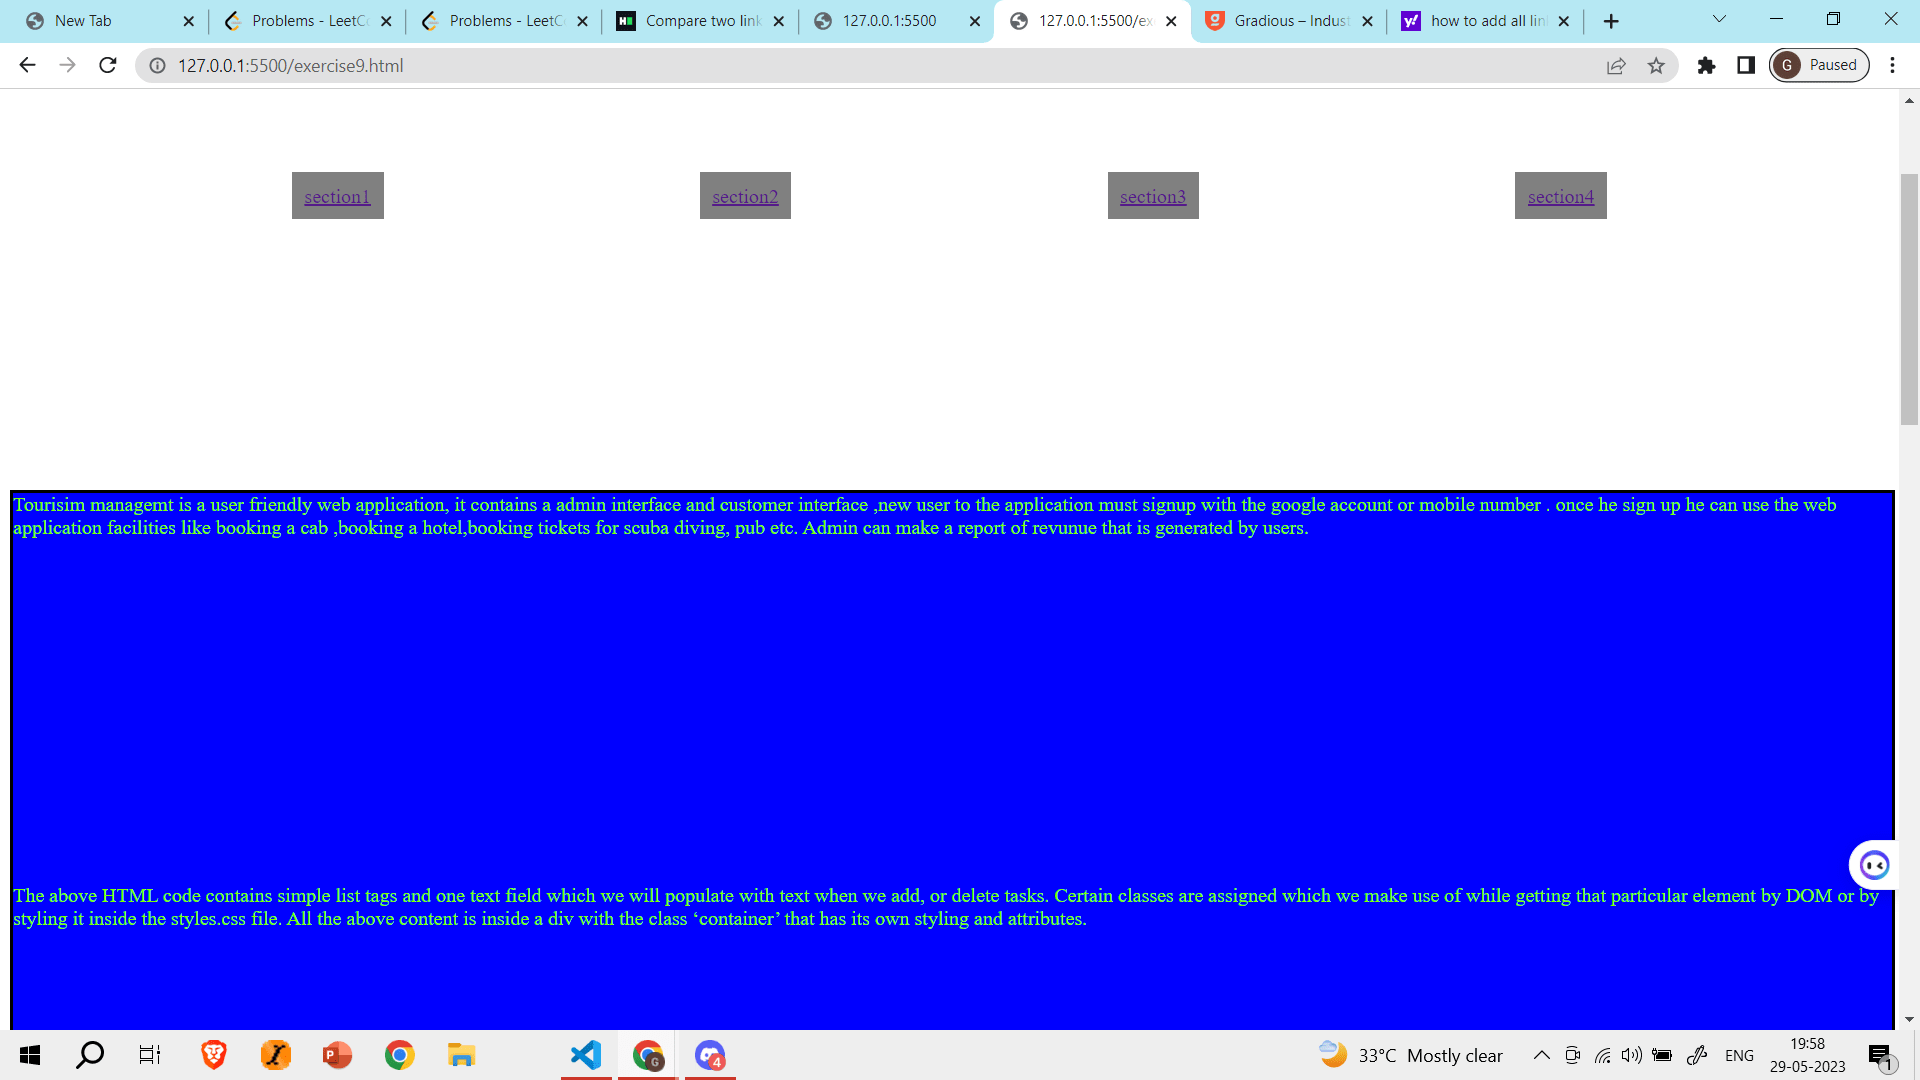 New Tab
Problems - LeetCo
Problems - LeetCo
Compare two link
127.0.0.1:5500
127.0.0.1:5500/exe
Gradious – Indust
how to add all lin
127.0.0.1:5500/exercise9.html
G Paused
section1 section2 section3 section4
Tourisim managemt is a user friendly web application, it contains a admin interface and customer interface ,new user to the application must signup with the google account or mobile number . once he sign up he can use the web
application facilities like booking a cab ,booking a hotel,booking tickets for scuba diving, pub etc. Admin can make a report of revunue that is generated by users.
The above HTML code contains simple list tags and one text field which we will populate with text when we add, or delete tasks. Certain classes are assigned which we make use of while getting that particular element by DOM or by
styling it inside the styles.css file. All the above content is inside a div with the class ‘container’ that has its own styling and attributes.
33°C Mostly clear
ENG
19:58
29-05-2023
4
1